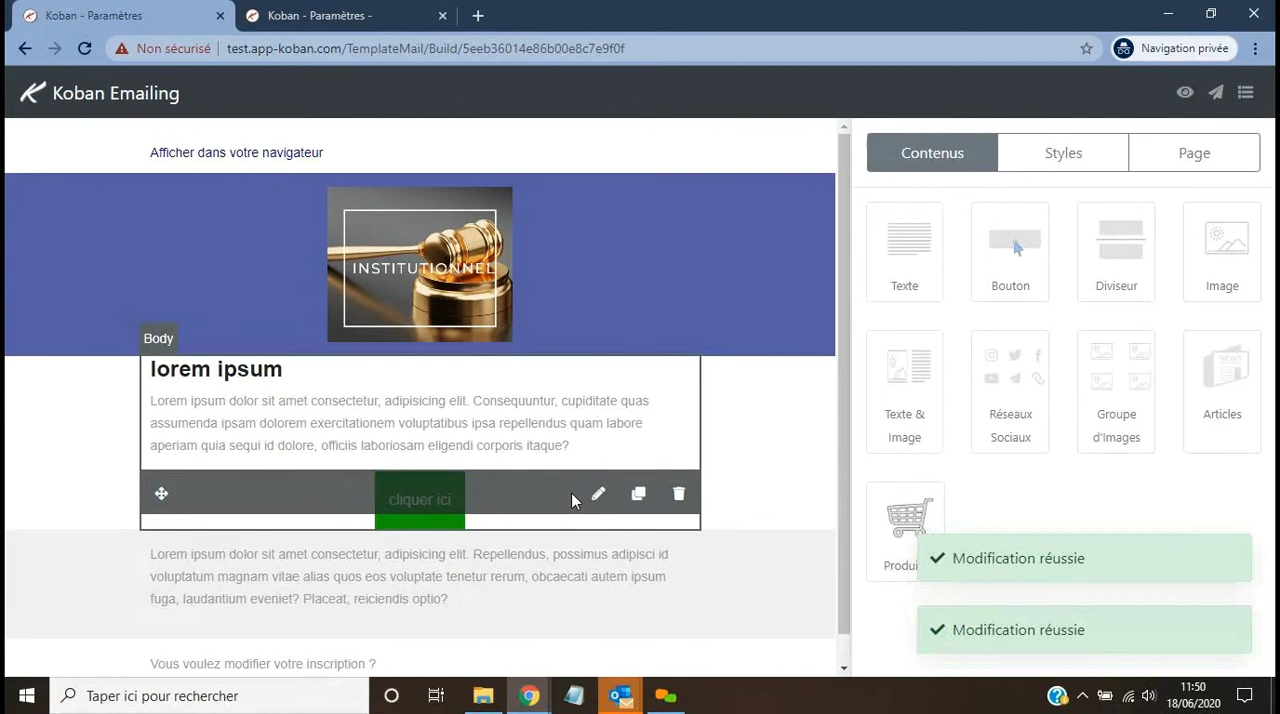 Koban - Paramètres
Koban - Paramètres -
Non sécurisé
test.app-koban.com/TemplateMail/Build/5eeb36014e86b00e8c7e9f0f
Navigation privée
Koban Emailing
Afficher dans votre navigateur
INSTITUTIONNEL
Body
lorem ipsum
Lorem ipsum dolor sit amet consectetur, adipisicing elit. Consequuntur, cupiditate quas
assumenda ipsam dolorem exercitationem voluptatibus ipsa repellendus quam labore
aperiam quia sequi id dolore, officiis laboriosam eligendi corporis itaque?
cliquer ici
Lorem ipsum dolor sit amet consectetur, adipisicing elit. Repellendus, possimus adipisci id
voluptatum magnam vitae alias quos eos voluptate tenetur rerum, obcaecati autem ipsum
fuga, laudantium eveniet? Placeat, reiciendis optio?
Vous voulez modifier votre inscription ?
Contenus
Styles
Page
Texte
Bouton
Diviseur
Image
Texte &
Image
Réseaux
Sociaux
Groupe
d'Images
NEWS
Articles
Produi
Modification réussie
Modification réussie
Taper ici pour rechercher
11:50
18/06/2020